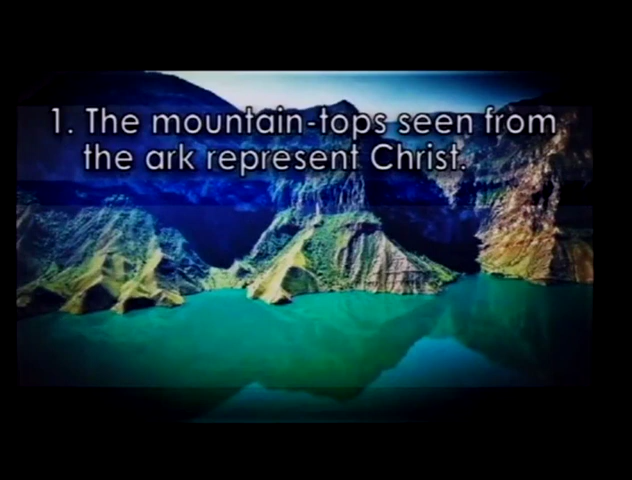 1. The mountain-tops seen from
the ark represent Christ.